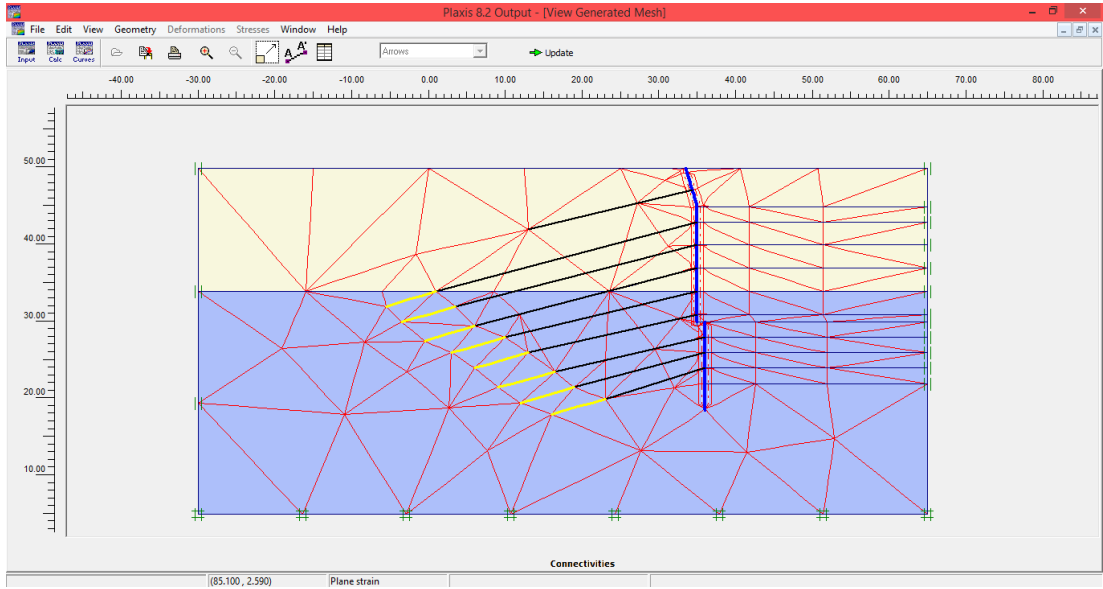 Plaxis 8.2 Output - [View Generated Mesh]
File Edit View Geometry Deformations Stresses Window Help
Input Calc Curves A A' Arrows Update
-40.00 -30.00 -20.00 -10.00 0.00 10.00 20.00 30.00 40.00 50.00 60.00 70.00 80.00
50.00
40.00
30.00
20.00
10.00
Connectivities
(85.100 , 2.590) Plane strain